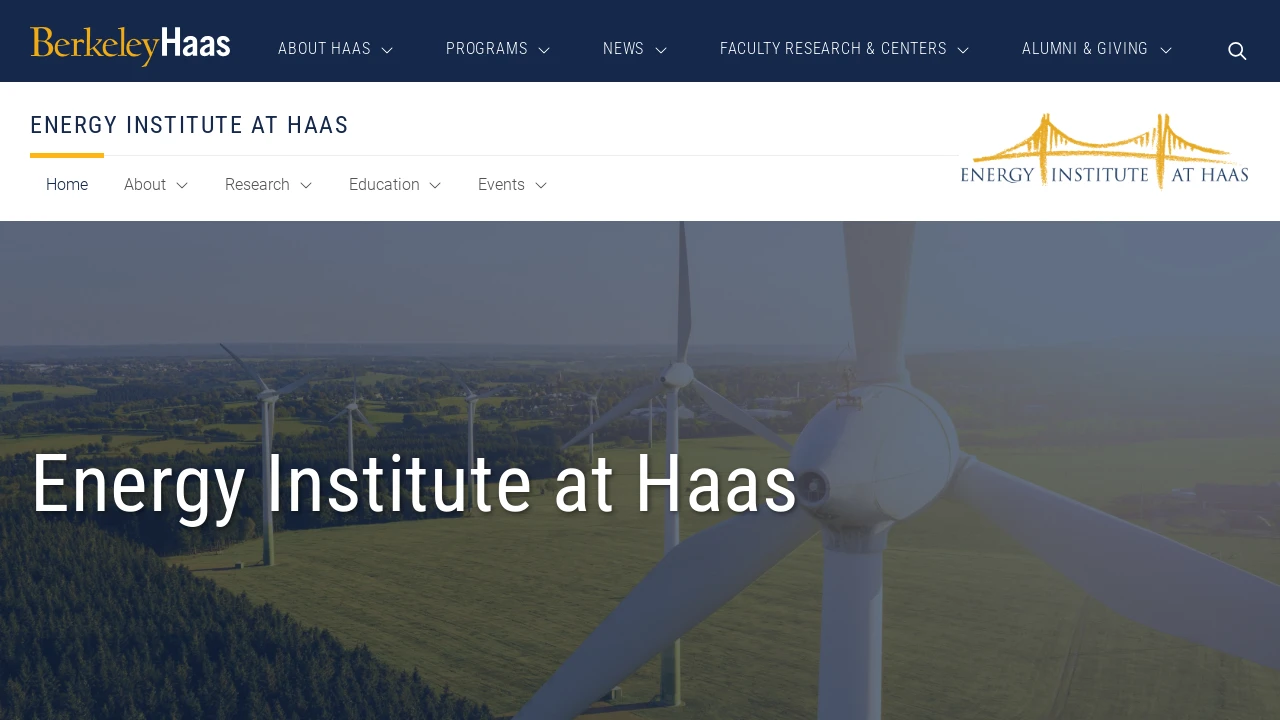 BerkeleyHaas
ABOUT HAAS
PROGRAMS
NEWS
FACULTY RESEARCH & CENTERS
ALUMNI & GIVING
ENERGY INSTITUTE AT HAAS
ENERGY INSTITUTE AT HAAS
Home
About
Research
Education
Events
Energy Institute at Haas